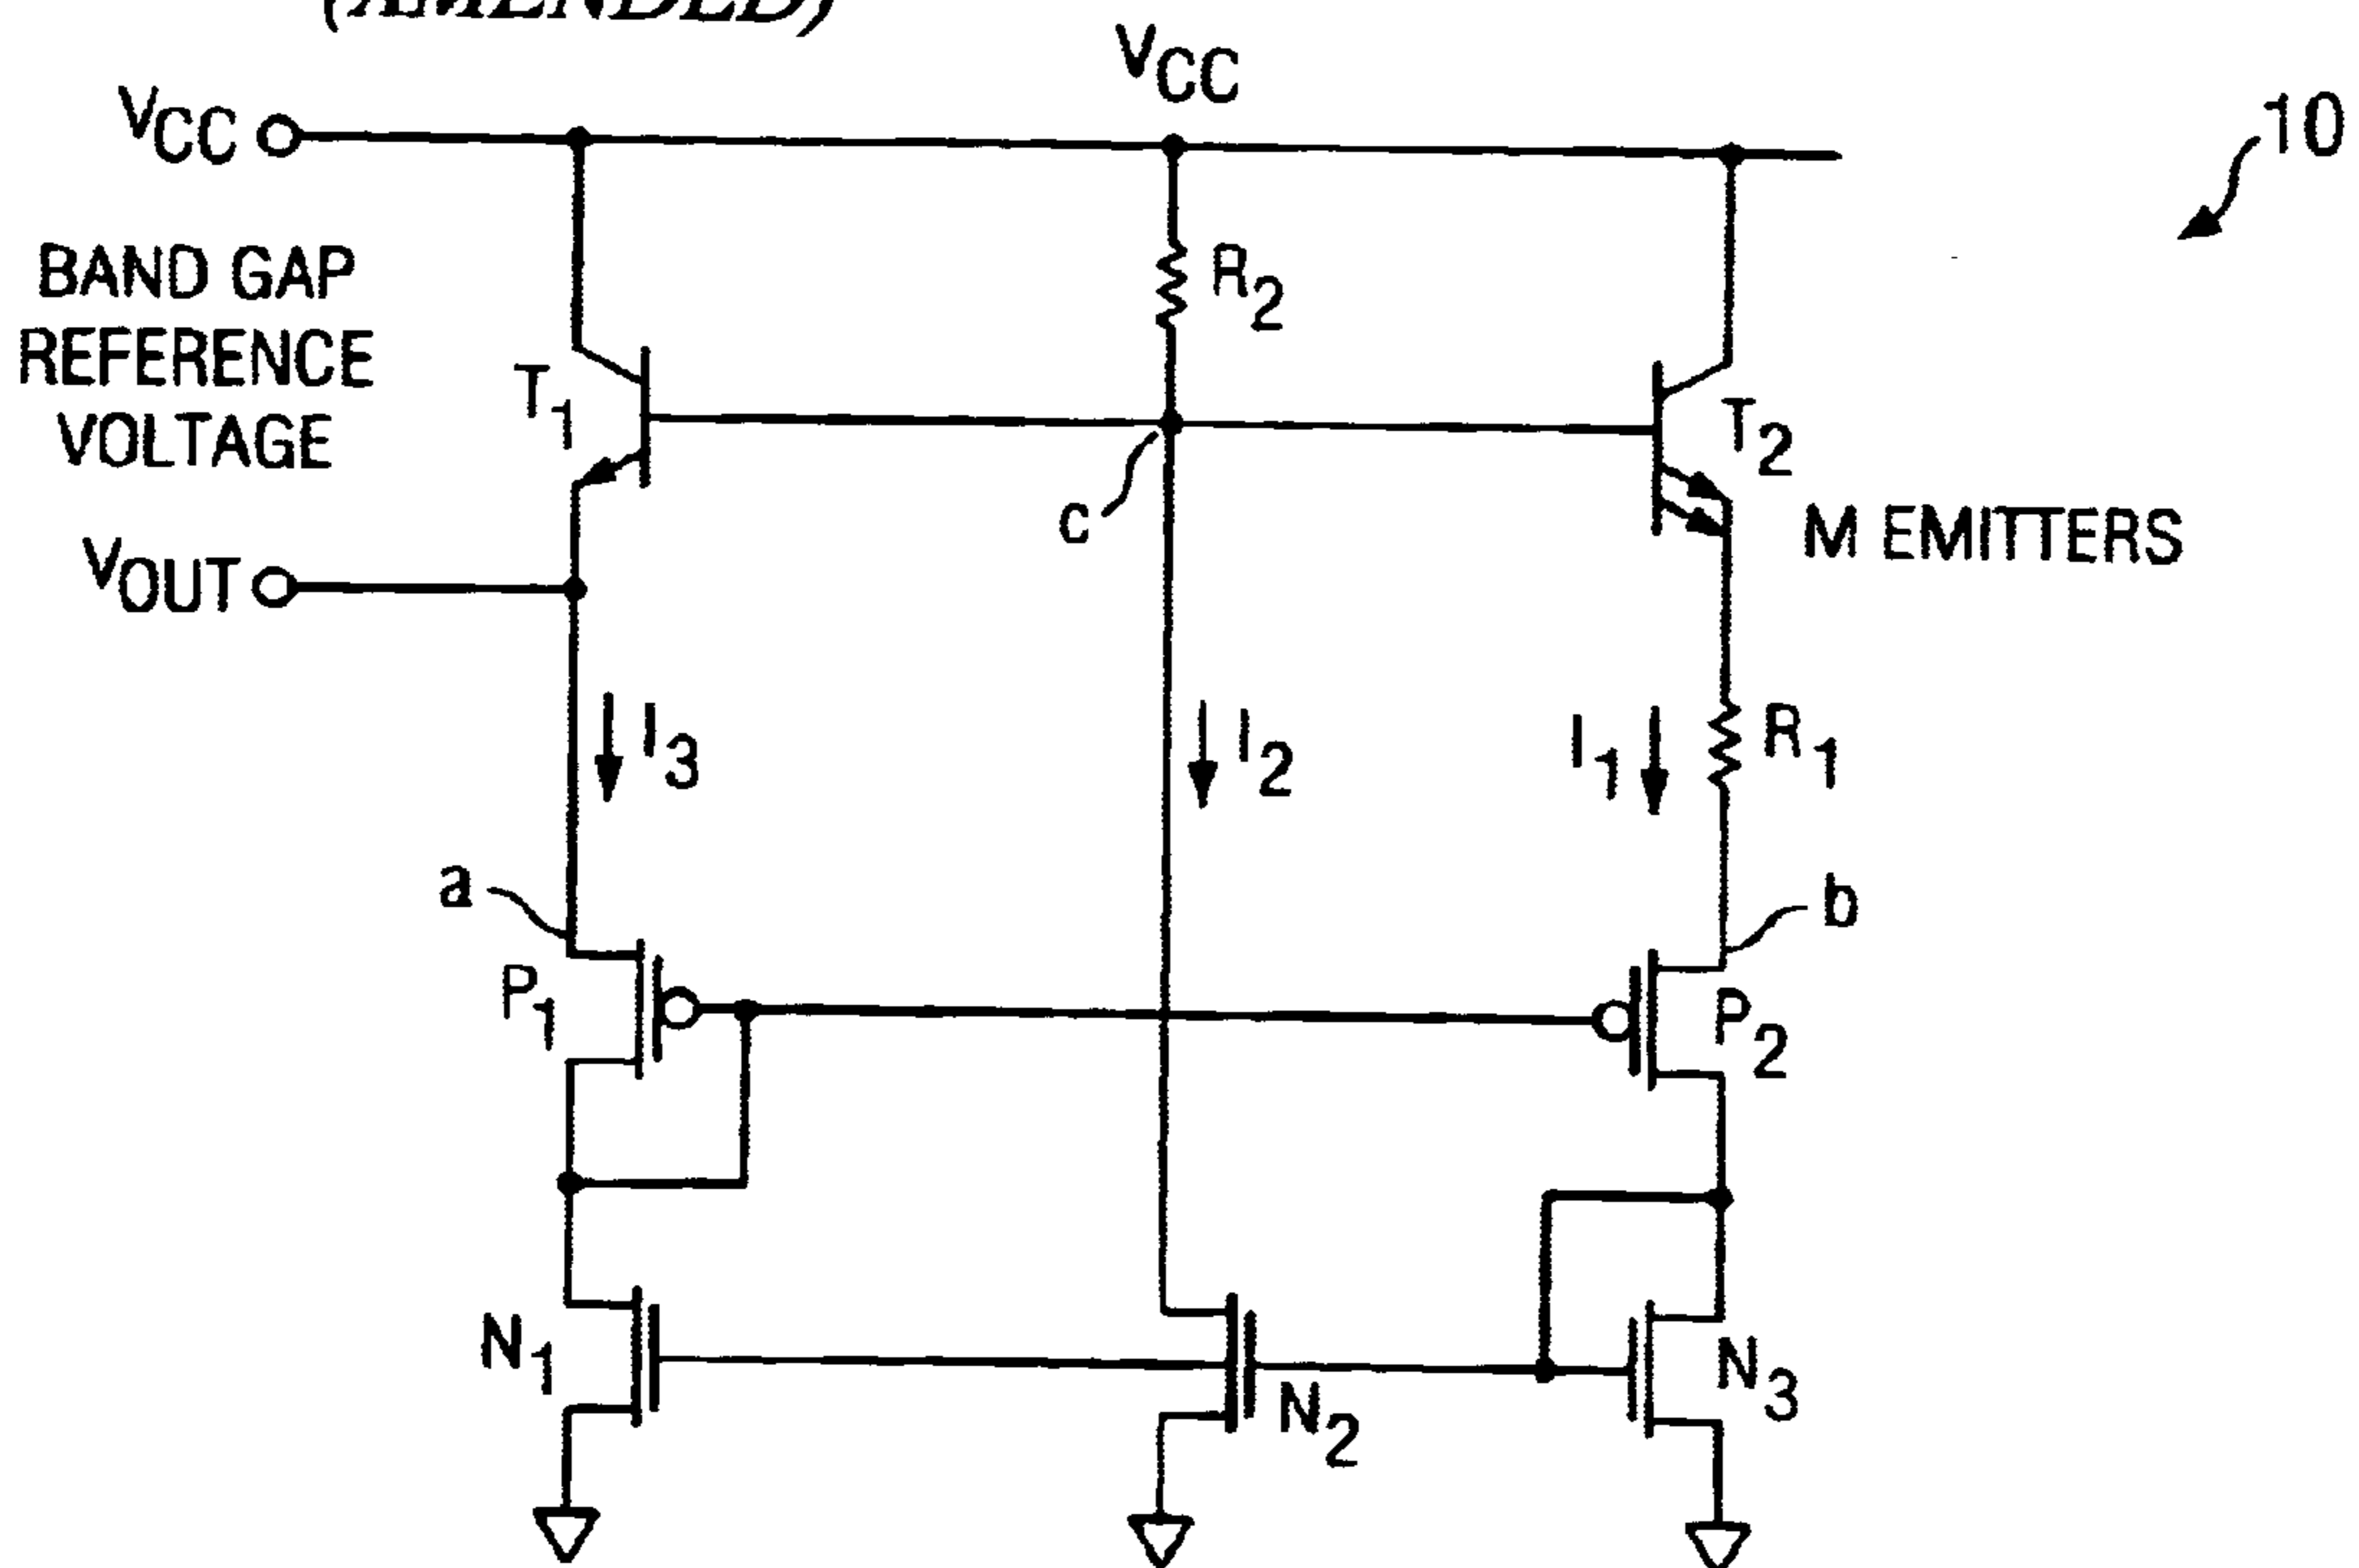 (AMENDED)
VCC
VCC
10
BAND GAP
REFERENCE
VOLTAGE
R2
T1
T2
c
M EMITTERS
VOUT
I3
I2
I1
R1
a
b
P1
P2
N1
N2
N3